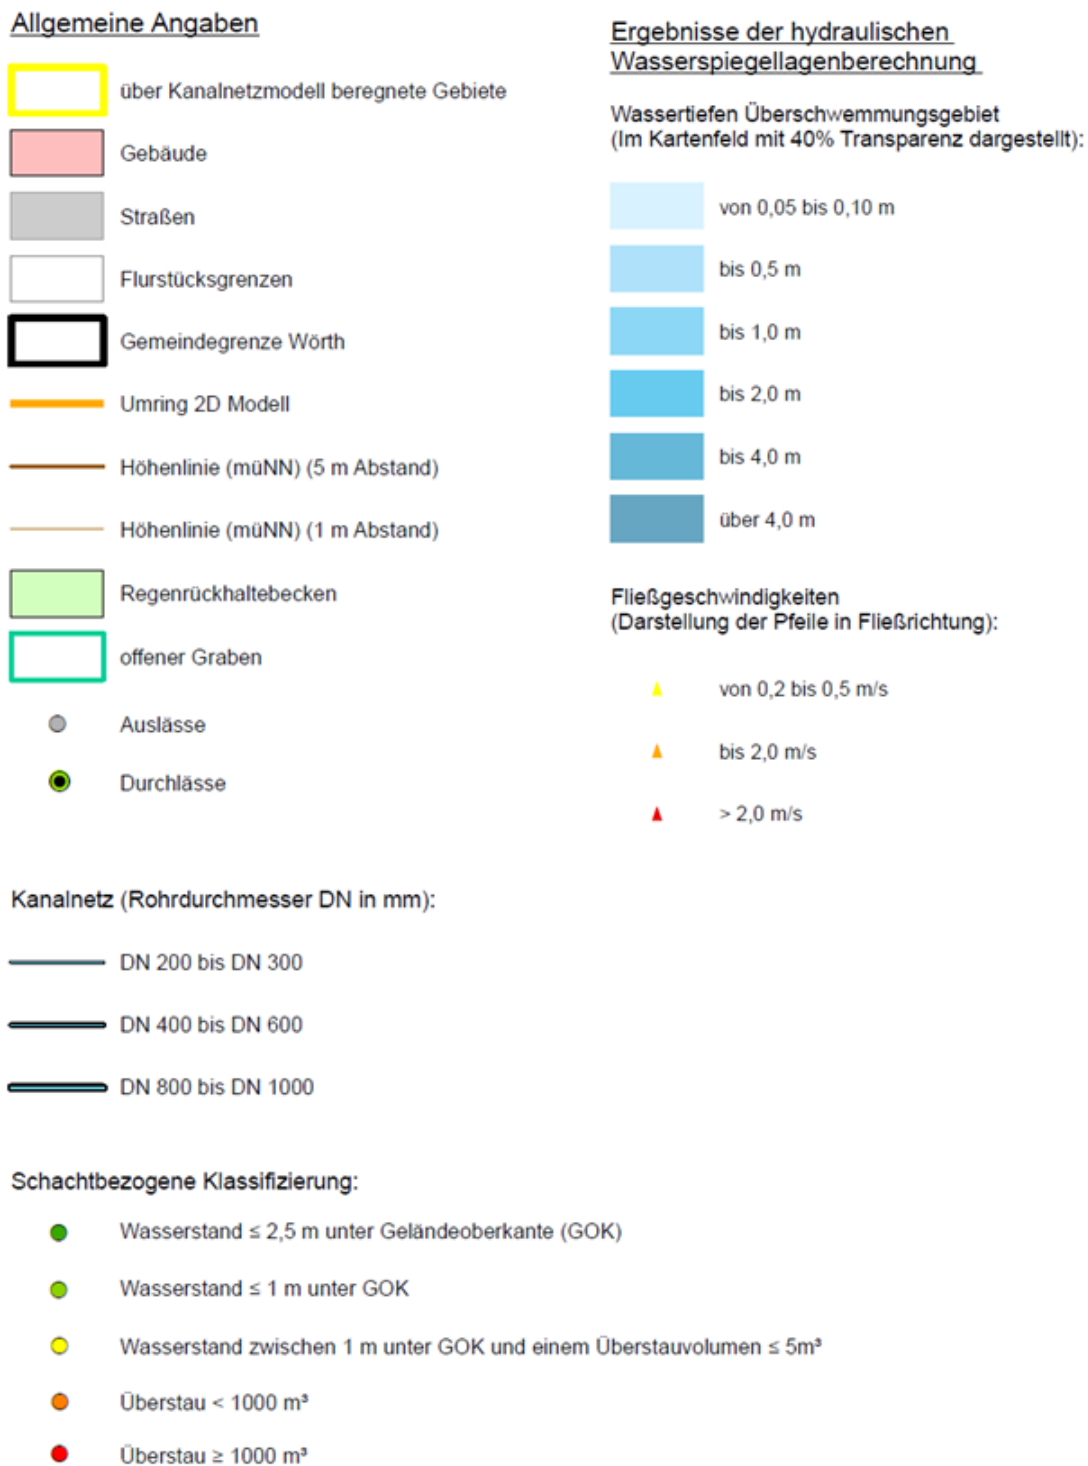 Allgemeine Angaben
über Kanalnetzmodell beregnete Gebiete
Gebäude
Straßen
Flurstücksgrenzen
Gemeindegrenze Wörth
Umring 2D Modell
Höhenlinie (müNN) (5 m Abstand)
Höhenlinie (müNN) (1 m Abstand)
Regenrückhaltebecken
offener Graben
Auslässe
Durchlässe
Ergebnisse der hydraulischen
Wasserspiegellagenberechnung
Wassertiefen Überschwemmungsgebiet
(Im Kartenfeld mit 40% Transparenz dargestellt):
von 0,05 bis 0,10 m
bis 0,5 m
bis 1,0 m
bis 2,0 m
bis 4,0 m
über 4,0 m
Fließgeschwindigkeiten
(Darstellung der Pfeile in Fließrichtung):
von 0,2 bis 0,5 m/s
bis 2,0 m/s
> 2,0 m/s
Kanalnetz (Rohrdurchmesser DN in mm):
DN 200 bis DN 300
DN 400 bis DN 600
DN 800 bis DN 1000
Schachtbezogene Klassifizierung:
Wasserstand ≤ 2,5 m unter Geländeoberkante (GOK)
Wasserstand ≤ 1 m unter GOK
Wasserstand zwischen 1 m unter GOK und einem Überstauvolumen ≤ 5m³
Überstau < 1000 m³
Überstau ≥ 1000 m³